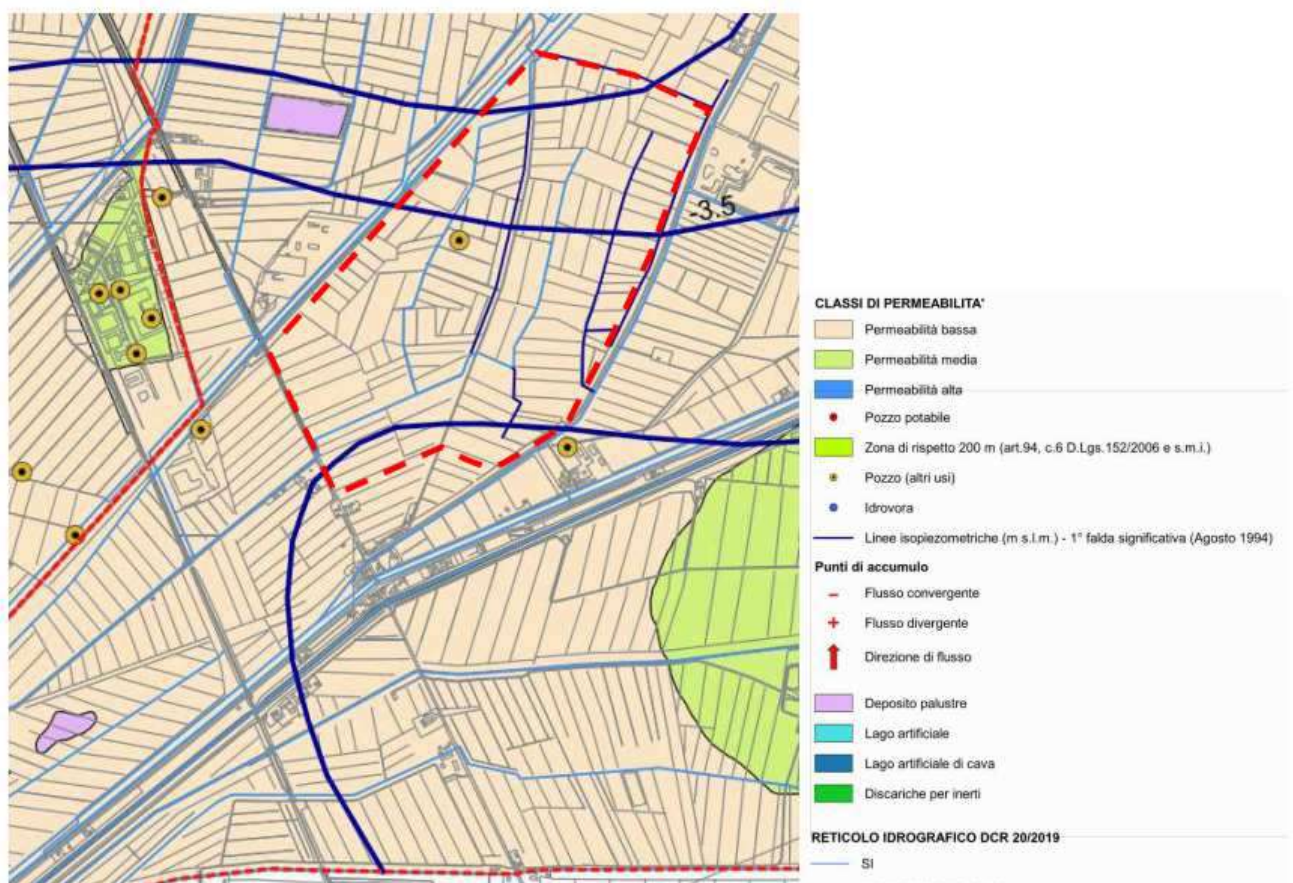 -3.5
CLASSI DI PERMEABILITA'
Permeabilità bassa
Permeabilità media
Permeabilità alta
Pozzo potabile
Zona di rispetto 200 m (art.94, c.6 D.Lgs.152/2006 e s.m.i.)
Pozzo (altri usi)
Idrovora
Linee isopiezometriche (m s.l.m.) - 1° falda significativa (Agosto 1994)
Punti di accumulo
Flusso convergente
Flusso divergente
Direzione di flusso
Deposito palustre
Lago artificiale
Lago artificiale di cava
Discariche per inerti
RETICOLO IDROGRAFICO DCR 20/2019
SI